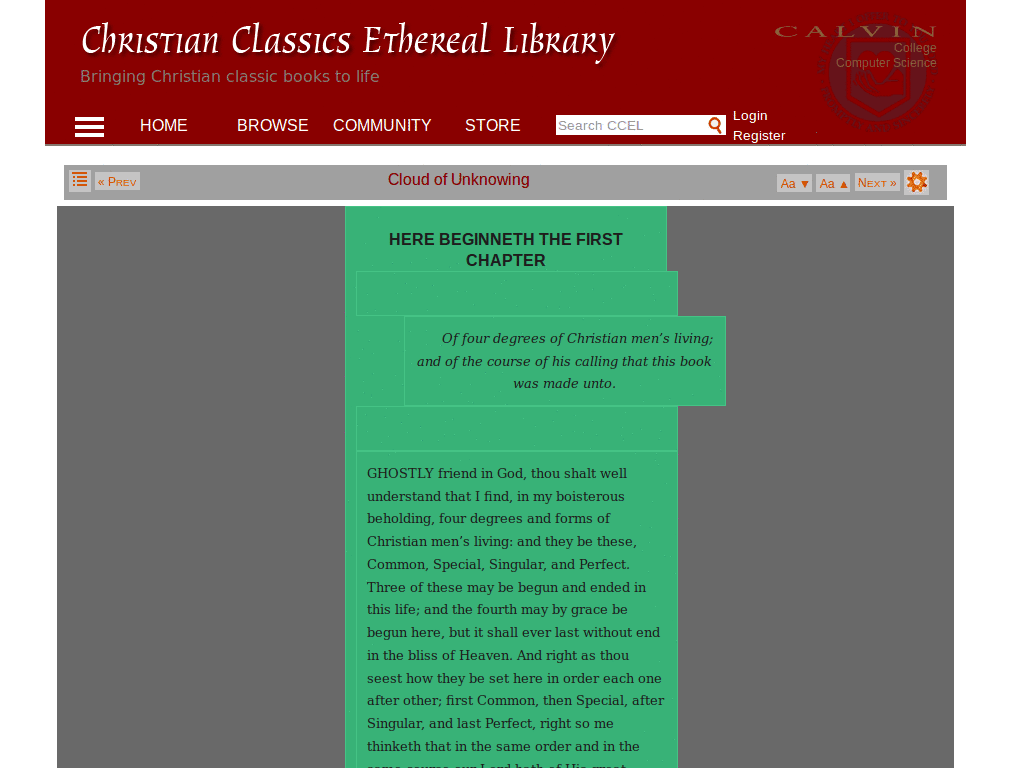 Christian Classics Ethereal Library
Bringing Christian classic books to life
CALVIN
College
Computer Science
HOME BROWSE COMMUNITY STORE Search CCEL Login
Register
« Prev Cloud of Unknowing Aa ▼ Aa ▲ Next »
HERE BEGINNETH THE FIRST
CHAPTER
Of four degrees of Christian men’s living;
and of the course of his calling that this book
was made unto.
GHOSTLY friend in God, thou shalt well
understand that I find, in my boisterous
beholding, four degrees and forms of
Christian men’s living: and they be these,
Common, Special, Singular, and Perfect.
Three of these may be begun and ended in
this life; and the fourth may by grace be
begun here, but it shall ever last without end
in the bliss of Heaven. And right as thou
seest how they be set here in order each one
after other; first Common, then Special, after
Singular, and last Perfect, right so me
thinketh that in the same order and in the
same course our Lord hath of His great